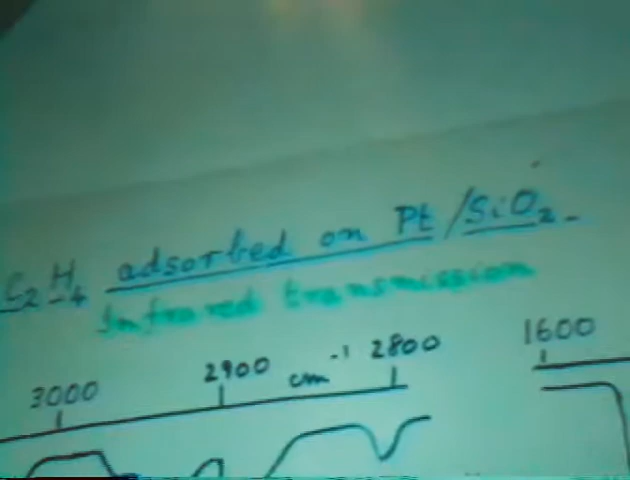 C₂H₄ adsorbed on Pt/SiO₂.
Infrared transmission
3000 2900 cm⁻¹ 2800 1600